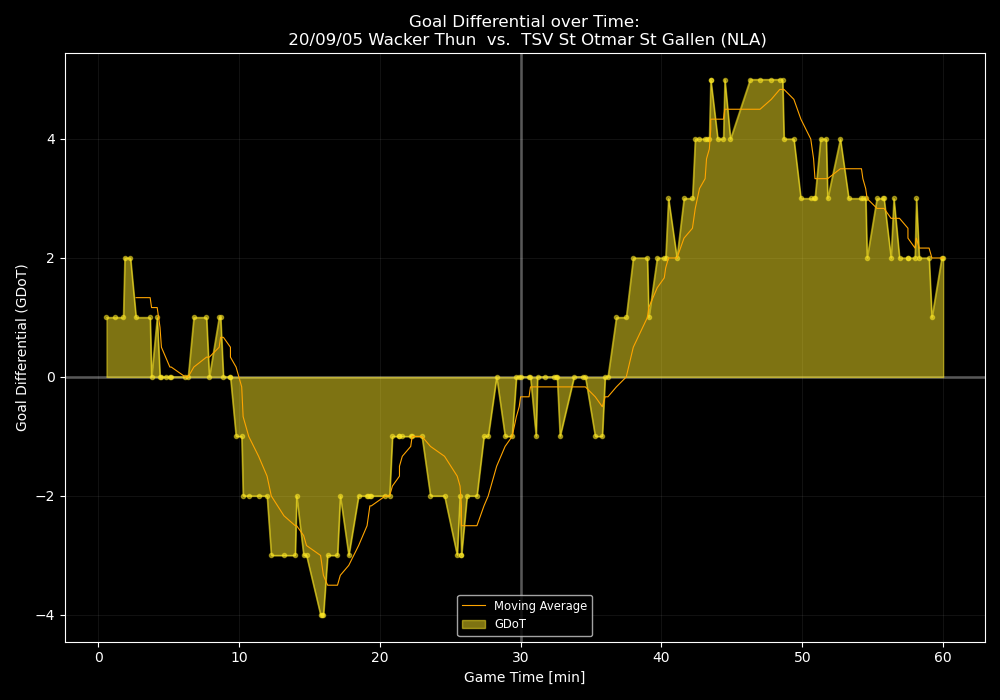 Goal Differential over Time:
20/09/05 Wacker Thun  vs.  TSV St Otmar St Gallen (NLA)
Goal Differential (GDoT)
4
2
0
−2
−4
Moving Average
GDoT
0
10
20
30
40
50
60
Game Time [min]